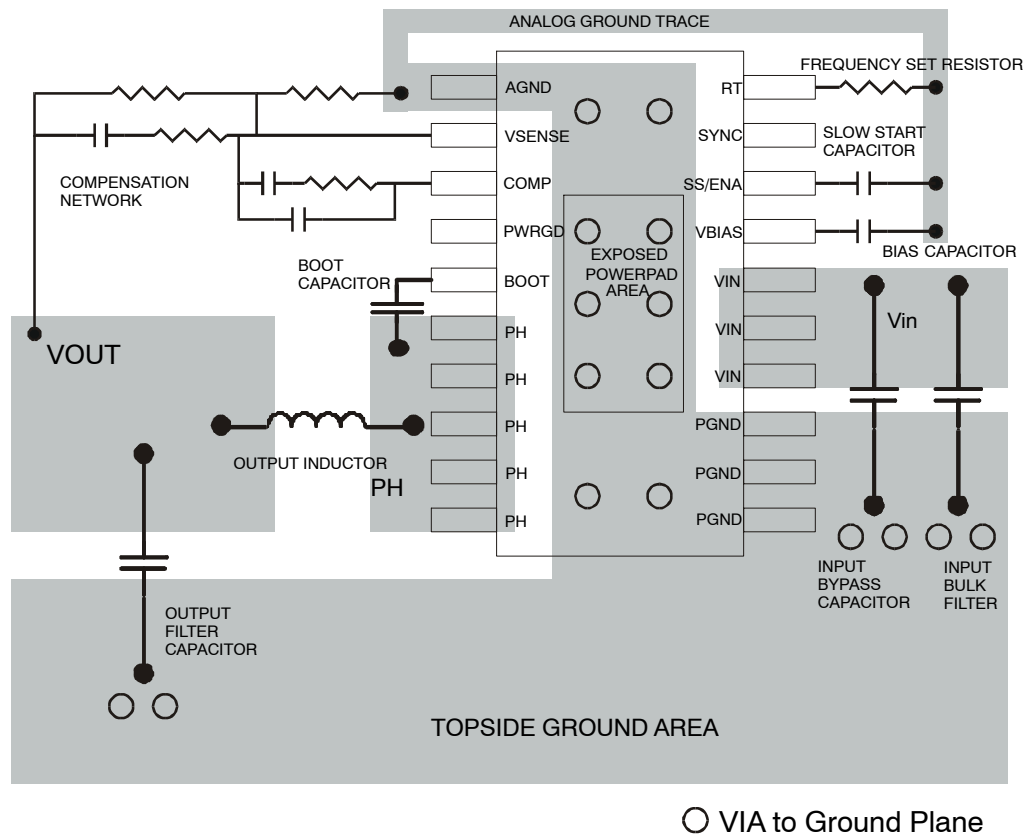 ANALOG GROUND TRACE
FREQUENCY SET RESISTOR
AGND
RT
VSENSE
SYNC
SLOW START
CAPACITOR
COMPENSATION
NETWORK
COMP
SS/ENA
PWRGD
VBIAS
BIAS CAPACITOR
EXPOSED
POWERPAD
AREA
BOOT
CAPACITOR
BOOT
VIN
Vin
PH
VIN
VOUT
PH
VIN
PH
PGND
OUTPUT INDUCTOR
PH
PH
PGND
PH
PGND
INPUT
BYPASS
CAPACITOR
INPUT
BULK
FILTER
OUTPUT
FILTER
CAPACITOR
TOPSIDE GROUND AREA
VIA to Ground Plane